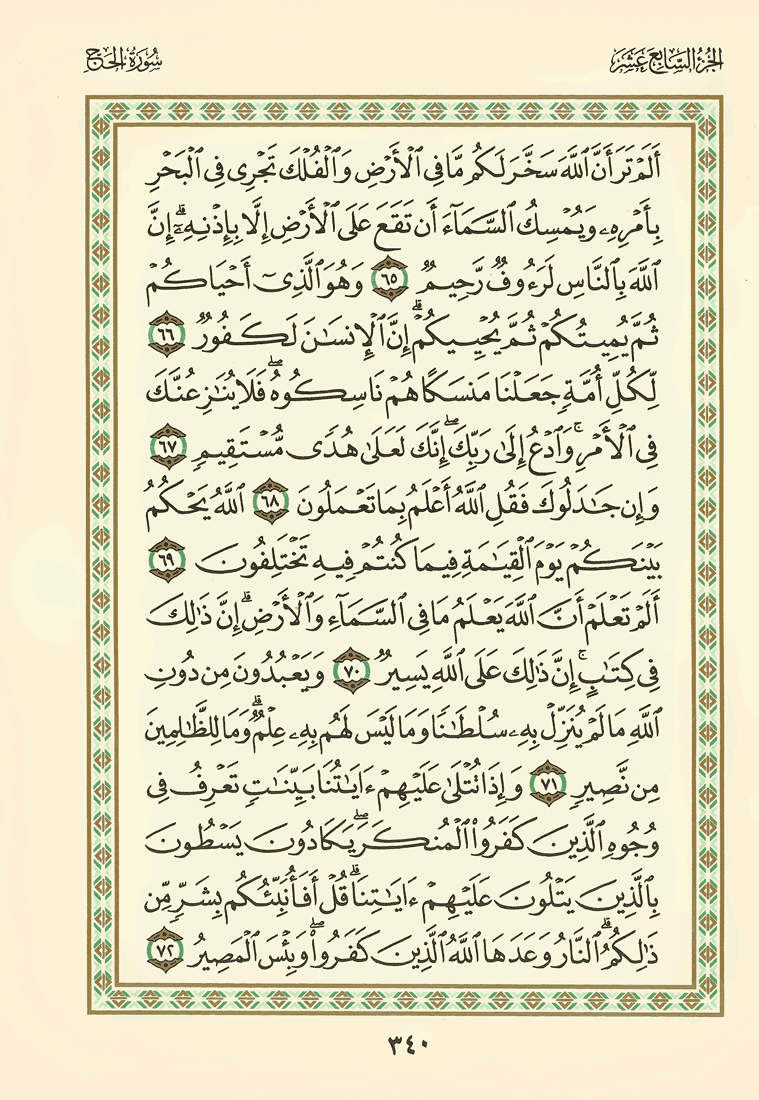 الجزء السابع عشر
سورة الحج
أَلَمْ تَرَ أَنَّ ٱللَّهَ سَخَّرَ لَكُم مَّا فِى ٱلْأَرْضِ وَٱلْفُلْكَ تَجْرِى فِى ٱلْبَحْرِ
بِأَمْرِهِۦ وَيُمْسِكُ ٱلسَّمَآءَ أَن تَقَعَ عَلَى ٱلْأَرْضِ إِلَّا بِإِذْنِهِۦٓ ۗ إِنَّ
ٱللَّهَ بِٱلنَّاسِ لَرَءُوفٌ رَّحِيمٌ ٦٥ وَهُوَ ٱلَّذِىٓ أَحْيَاكُمْ
ثُمَّ يُمِيتُكُمْ ثُمَّ يُحْيِيكُمْ ۗ إِنَّ ٱلْإِنسَٰنَ لَكَفُورٌ ٦٦
لِّكُلِّ أُمَّةٍ جَعَلْنَا مَنسَكًا هُمْ نَاسِكُوهُ ۖ فَلَا يُنَٰزِعُنَّكَ
فِى ٱلْأَمْرِ ۚ وَٱدْعُ إِلَىٰ رَبِّكَ ۖ إِنَّكَ لَعَلَىٰ هُدًى مُّسْتَقِيمٍ ٦٧
وَإِن جَٰدَلُوكَ فَقُلِ ٱللَّهُ أَعْلَمُ بِمَا تَعْمَلُونَ ٦٨ ٱللَّهُ يَحْكُمُ
بَيْنَكُمْ يَوْمَ ٱلْقِيَٰمَةِ فِيمَا كُنتُمْ فِيهِ تَخْتَلِفُونَ ٦٩
أَلَمْ تَعْلَمْ أَنَّ ٱللَّهَ يَعْلَمُ مَا فِى ٱلسَّمَآءِ وَٱلْأَرْضِ ۗ إِنَّ ذَٰلِكَ
فِى كِتَٰبٍ ۚ إِنَّ ذَٰلِكَ عَلَى ٱللَّهِ يَسِيرٌ ٧٠ وَيَعْبُدُونَ مِن دُونِ
ٱللَّهِ مَا لَمْ يُنَزِّلْ بِهِۦ سُلْطَٰنًا وَمَا لَيْسَ لَهُم بِهِۦ عِلْمٌ ۗ وَمَا لِلظَّٰلِمِينَ
مِن نَّصِيرٍ ٧١ وَإِذَا تُتْلَىٰ عَلَيْهِمْ ءَايَٰتُنَا بَيِّنَٰتٍ تَعْرِفُ فِى
وُجُوهِ ٱلَّذِينَ كَفَرُوا۟ ٱلْمُنكَرَ ۖ يَكَادُونَ يَسْطُونَ
بِٱلَّذِينَ يَتْلُونَ عَلَيْهِمْ ءَايَٰتِنَا ۗ قُلْ أَفَأُنَبِّئُكُم بِشَرٍّ مِّن
ذَٰلِكُمُ ۗ ٱلنَّارُ وَعَدَهَا ٱللَّهُ ٱلَّذِينَ كَفَرُوا۟ ۖ وَبِئْسَ ٱلْمَصِيرُ ٧٢
٣٤٠